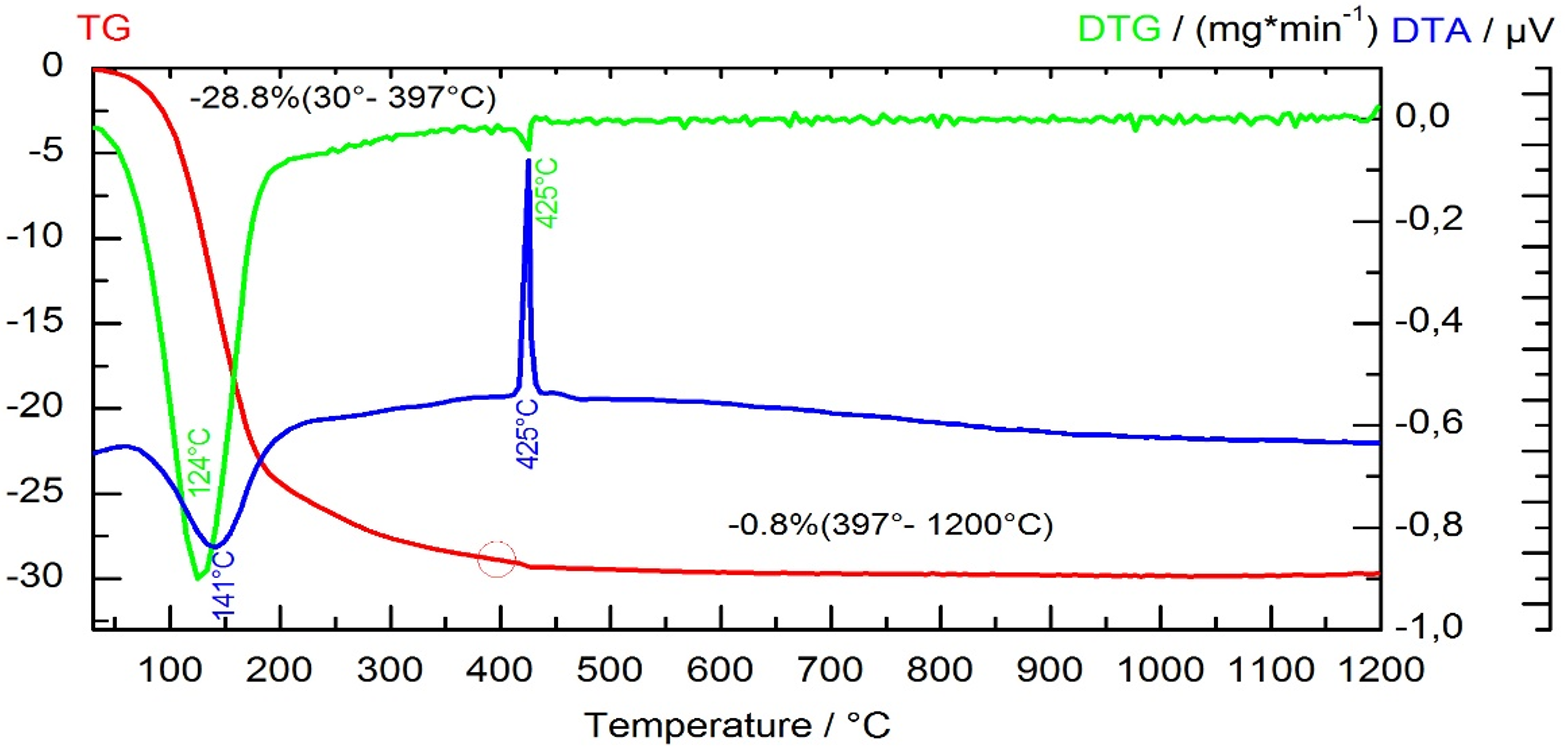 TG
DTG / (mg*min⁻¹) DTA / µV
0
-5
-10
-15
-20
-25
-30
-28.8%(30°- 397°C)
425°C
425°C
124°C
141°C
-0.8%(397°- 1200°C)
0,0
-0,2
-0,4
-0,6
-0,8
-1,0
100 200 300 400 500 600 700 800 900 1000 1100 1200
Temperature / °C